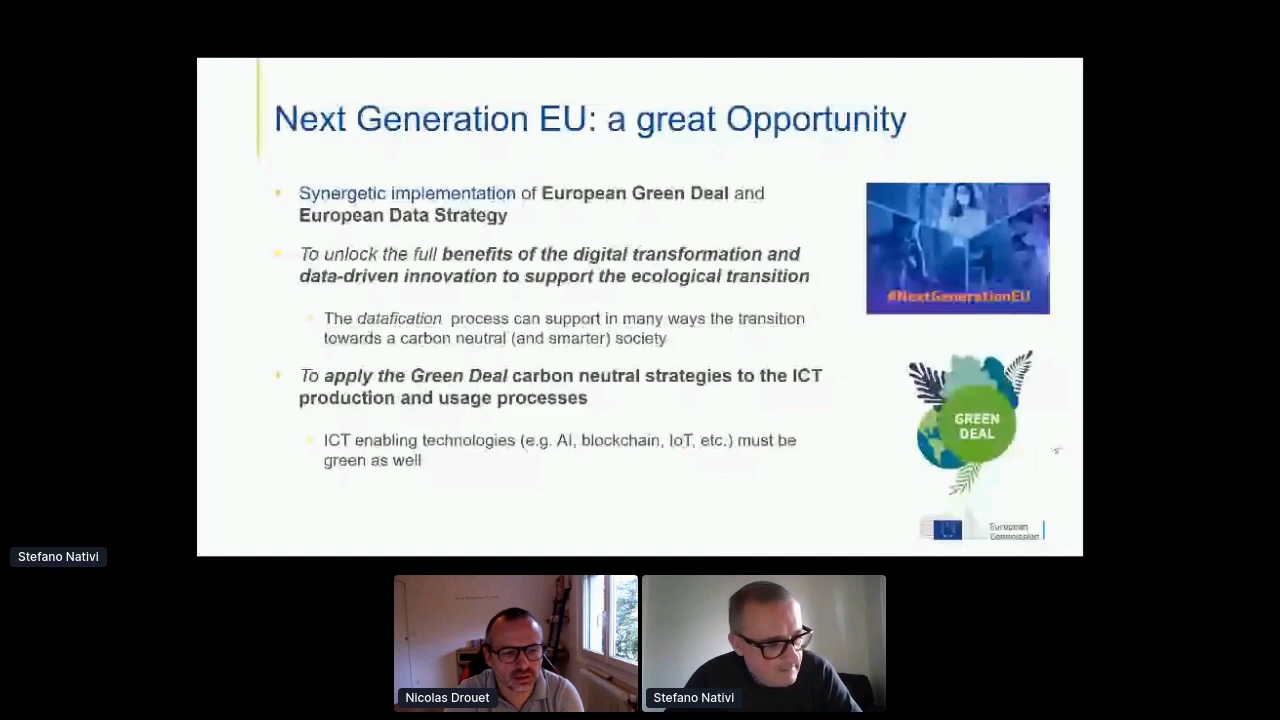 Next Generation EU: a great Opportunity
Synergetic implementation of European Green Deal and
European Data Strategy
To unlock the full benefits of the digital transformation and
data-driven innovation to support the ecological transition
The datafication process can support in many ways the transition
towards a carbon neutral (and smarter) society
To apply the Green Deal carbon neutral strategies to the ICT
production and usage processes
ICT enabling technologies (e.g. AI, blockchain, IoT, etc.) must be
green as well
#NextGenerationEU
GREEN
DEAL
European
Commission
Stefano Nativi
Nicolas Drouet
Stefano Nativi